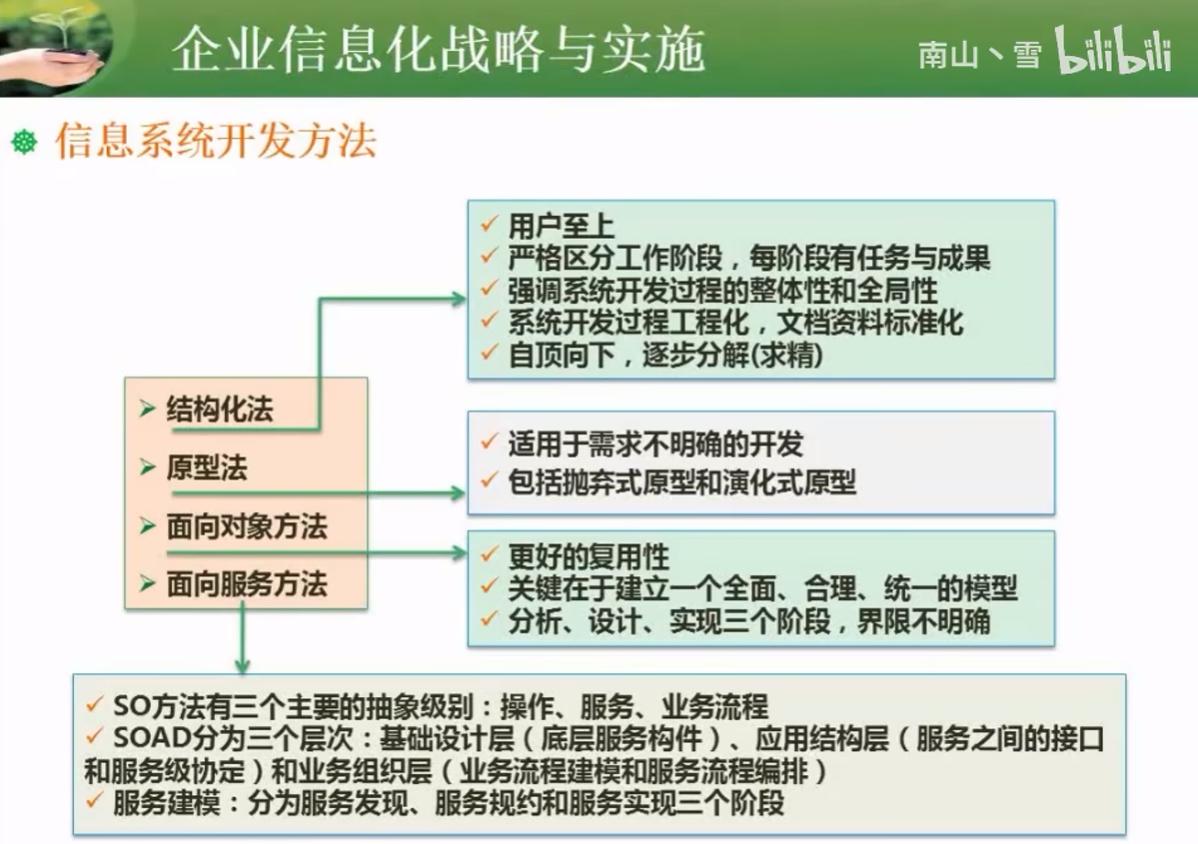 企业信息化战略与实施
南山丶雪 bilibili
信息系统开发方法
用户至上
严格区分工作阶段，每阶段有任务与成果
强调系统开发过程的整体性和全局性
系统开发过程工程化，文档资料标准化
自顶向下，逐步分解(求精)
结构化法
原型法
面向对象方法
面向服务方法
适用于需求不明确的开发
包括抛弃式原型和演化式原型
更好的复用性
关键在于建立一个全面、合理、统一的模型
分析、设计、实现三个阶段，界限不明确
SO方法有三个主要的抽象级别：操作、服务、业务流程
SOAD分为三个层次：基础设计层（底层服务构件）、应用结构层（服务之间的接口
和服务级协定）和业务组织层（业务流程建模和服务流程编排）
服务建模：分为服务发现、服务规约和服务实现三个阶段